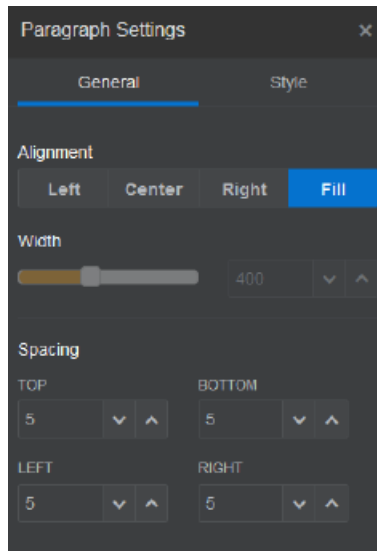 Paragraph Settings ×
General Style
Alignment
Left Center Right Fill
Width
400
Spacing
TOP BOTTOM
5 5
LEFT RIGHT
5 5